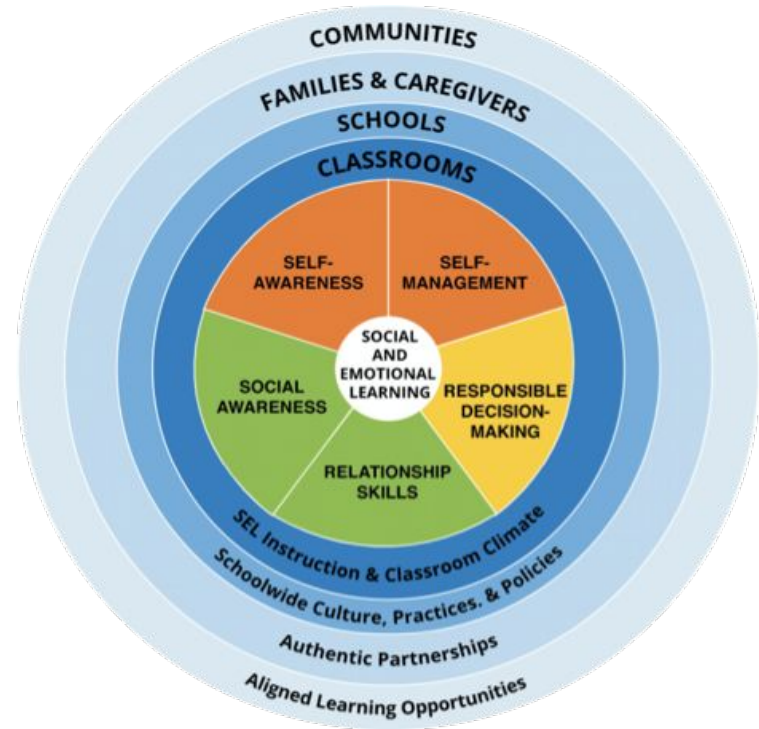 COMMUNITIES
FAMILIES & CAREGIVERS
SCHOOLS
CLASSROOMS
SELF-
AWARENESS
SELF-
MANAGEMENT
SOCIAL
AND
EMOTIONAL
LEARNING
SOCIAL
AWARENESS
RESPONSIBLE
DECISION-
MAKING
RELATIONSHIP
SKILLS
SEL Instruction & Classroom Climate
Schoolwide Culture, Practices. & Policies
Authentic Partnerships
Aligned Learning Opportunities